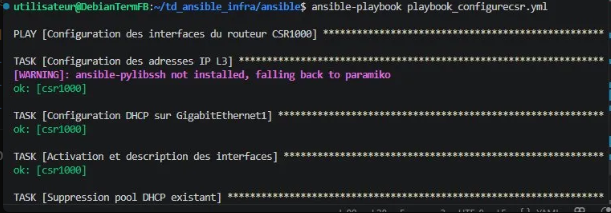 utilisateur@DebianTermFB:~/td_ansible_infra/ansible$ ansible-playbook playbook_configurecsr.yml
PLAY [Configuration des interfaces du routeur CSR1000] **************************************************
TASK [Configuration des adresses IP L3] *****************************************************************
[WARNING]: ansible-pylibssh not installed, falling back to paramiko
ok: [csr1000]
TASK [Configuration DHCP sur GigabitEthernet1] **********************************************************
ok: [csr1000]
TASK [Activation et description des interfaces] *********************************************************
ok: [csr1000]
TASK [Suppression pool DHCP existant] *******************************************************************